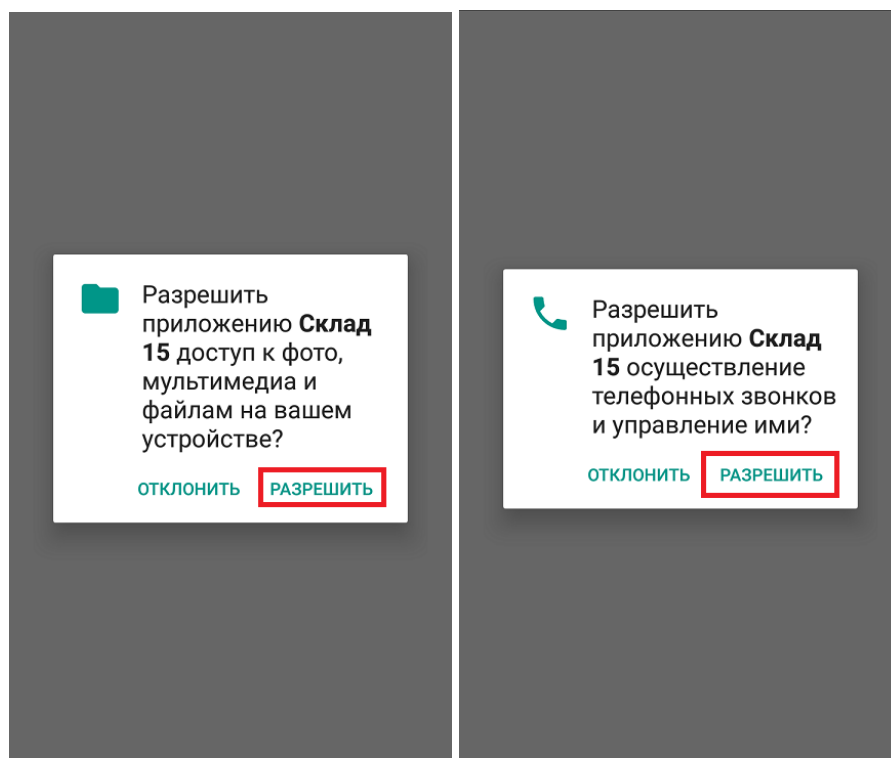 Разрешить
приложению Склад
15 доступ к фото,
мультимедиа и
файлам на вашем
устройстве?
ОТКЛОНИТЬ РАЗРЕШИТЬ
Разрешить
приложению Склад
15 осуществление
телефонных звонков
и управление ими?
ОТКЛОНИТЬ РАЗРЕШИТЬ